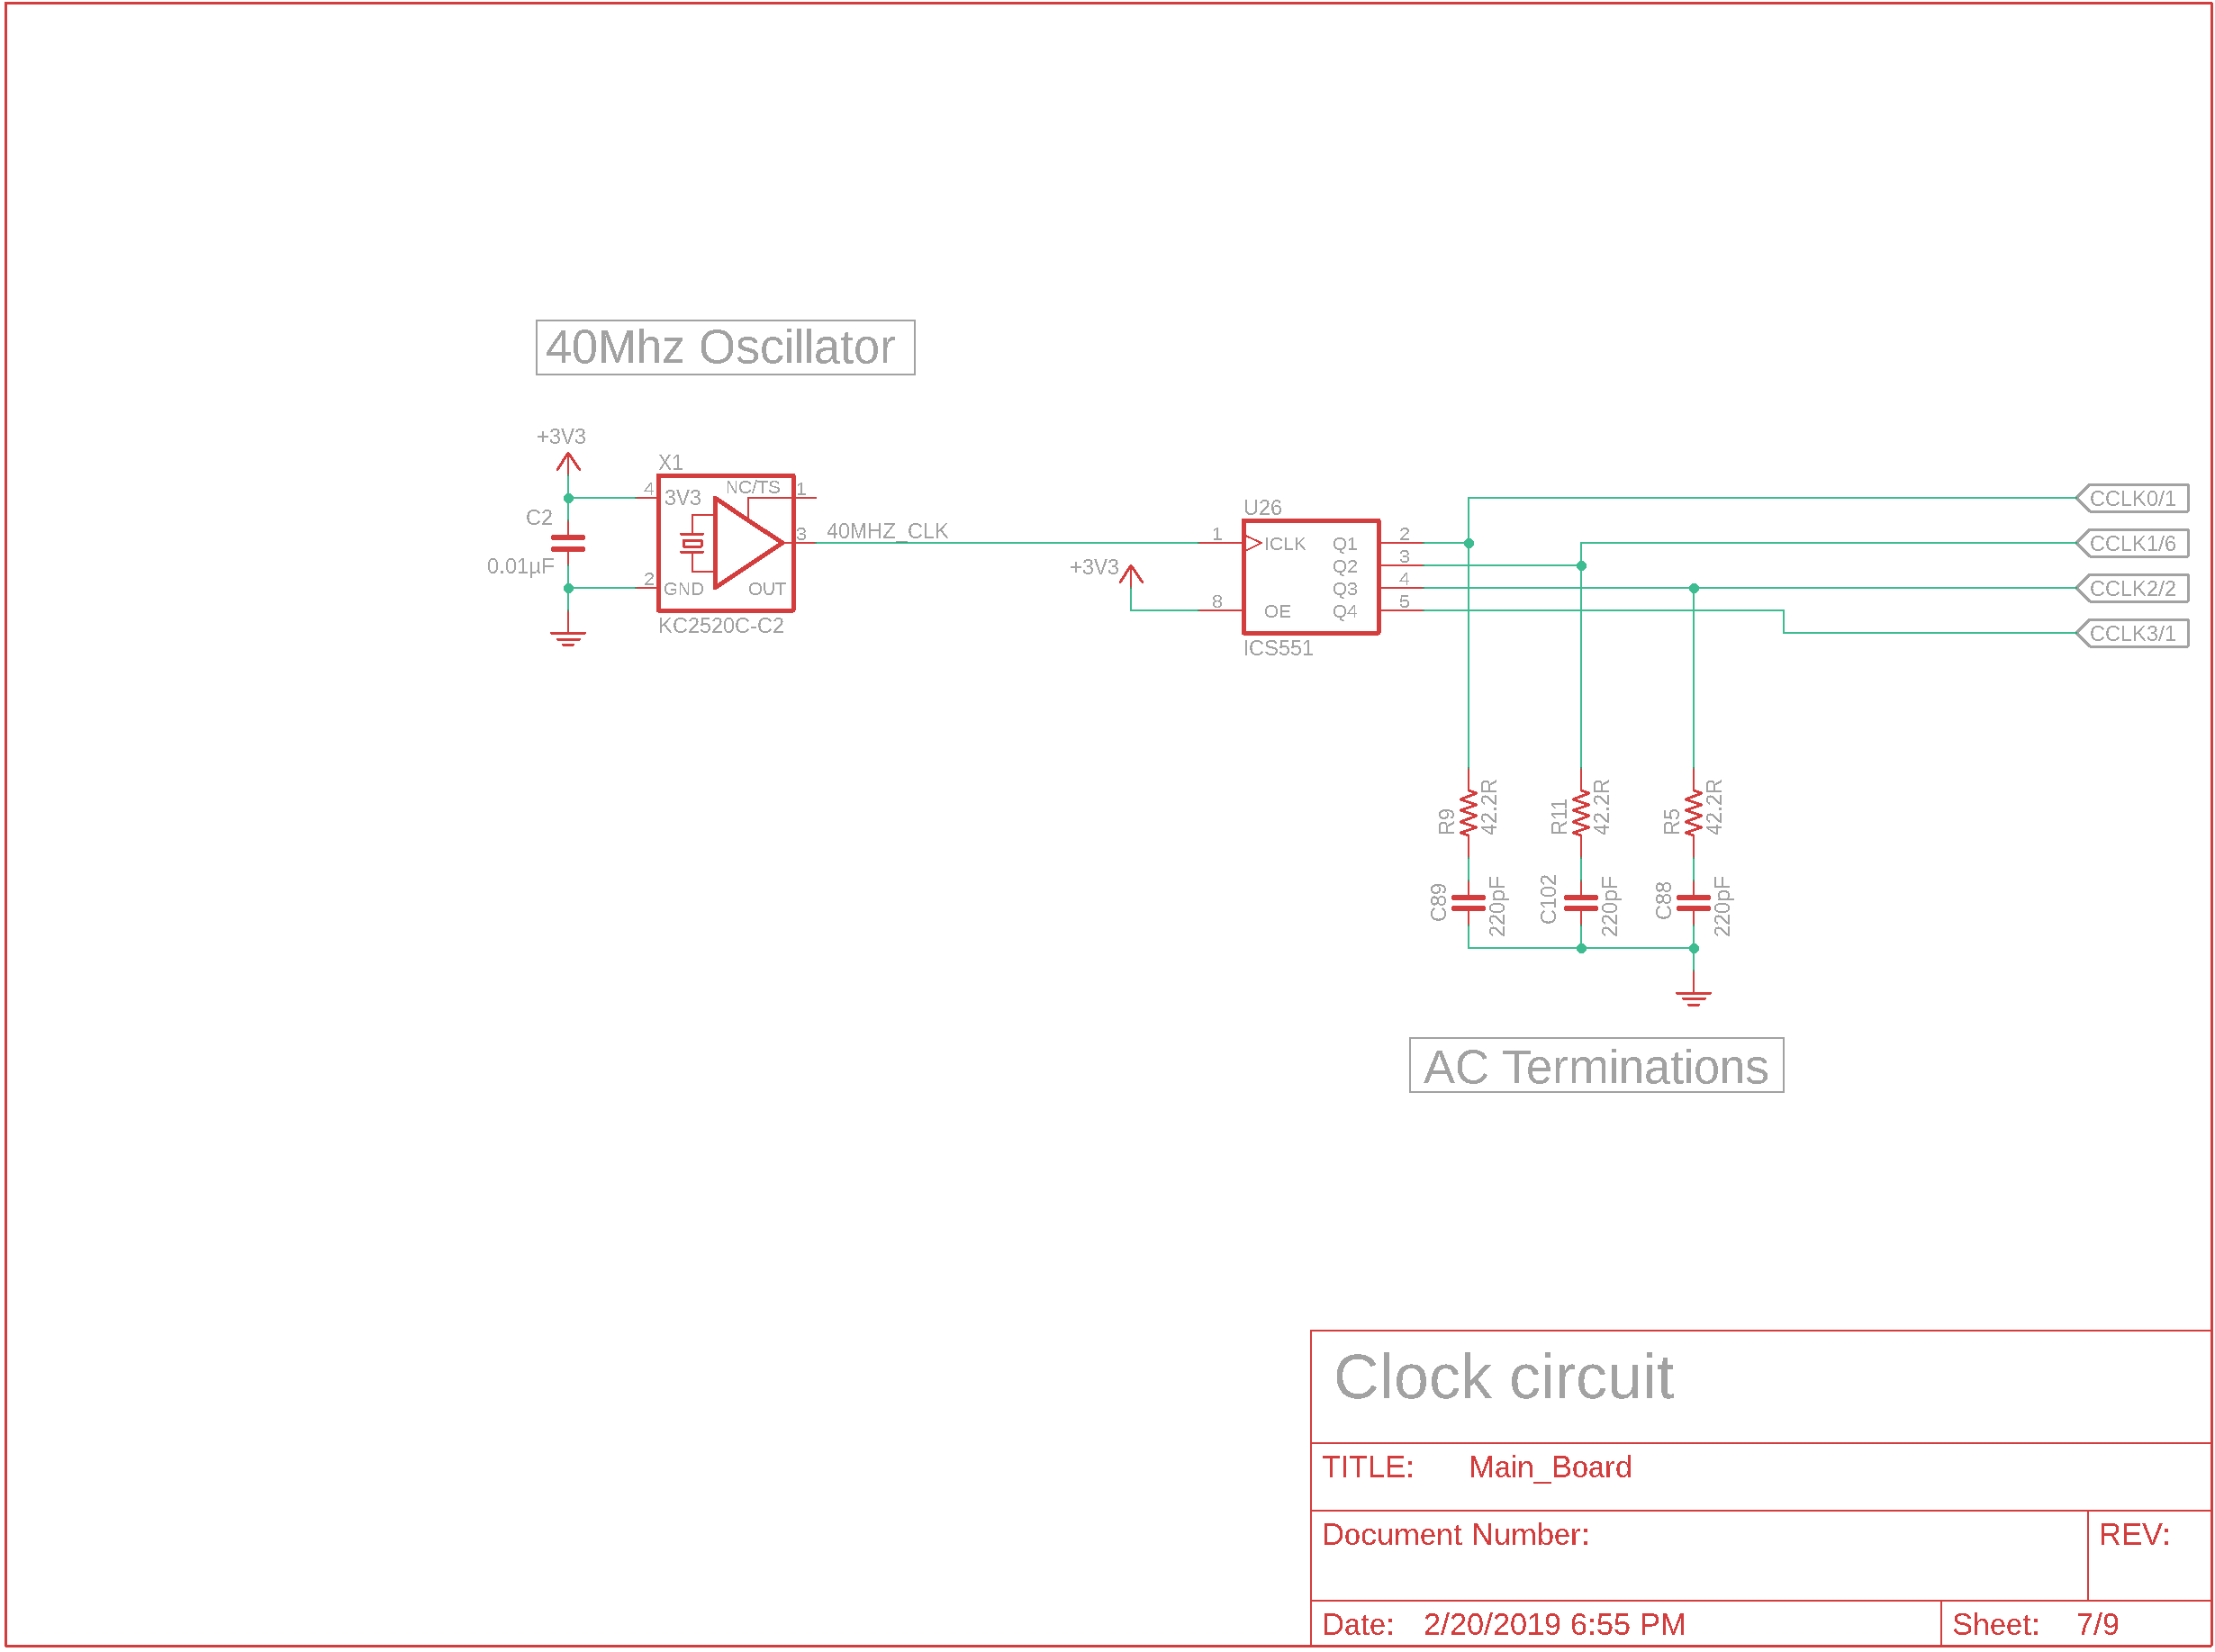 40Mhz Oscillator
+3V3
X1
4 3V3 NC/TS 1
C2
3 40MHZ_CLK
0.01µF
2 GND OUT
KC2520C-C2
U26
1 ICLK Q1 2
Q2 3
+3V3
Q3 4
8 OE Q4 5
ICS551
CCLK0/1
CCLK1/6
CCLK2/2
CCLK3/1
R9 42.2R
R11 42.2R
R5 42.2R
C89 220pF
C102 220pF
C88 220pF
AC Terminations
Clock circuit
TITLE: Main_Board
Document Number: REV:
Date: 2/20/2019 6:55 PM Sheet: 7/9